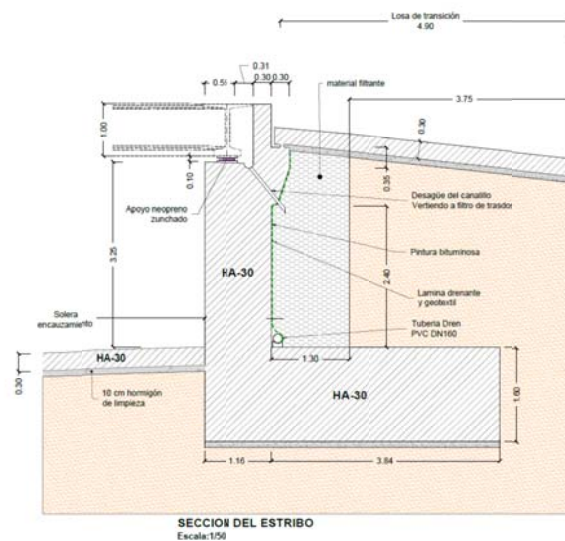 Losa de transición
4.90
0.31
0.30
0.30
material filtrante
3.75
1.00
0.30
0.10
0.35
Apoyo neopreno
zunchado
Desagüe del canalillo
Vertiendo a filtro de trasdor
HA-30
Pintura bituminosa
3.25
2.40
Lamina drenante
y geotextil
Solera
encauzamiento
Tuberia Dren
PVC DN160
HA-30
1.30
0.30
10 cm hormigón
de limpieza
HA-30
1.60
1.16
3.84
SECCION DEL ESTRIBO
Escala:1/50